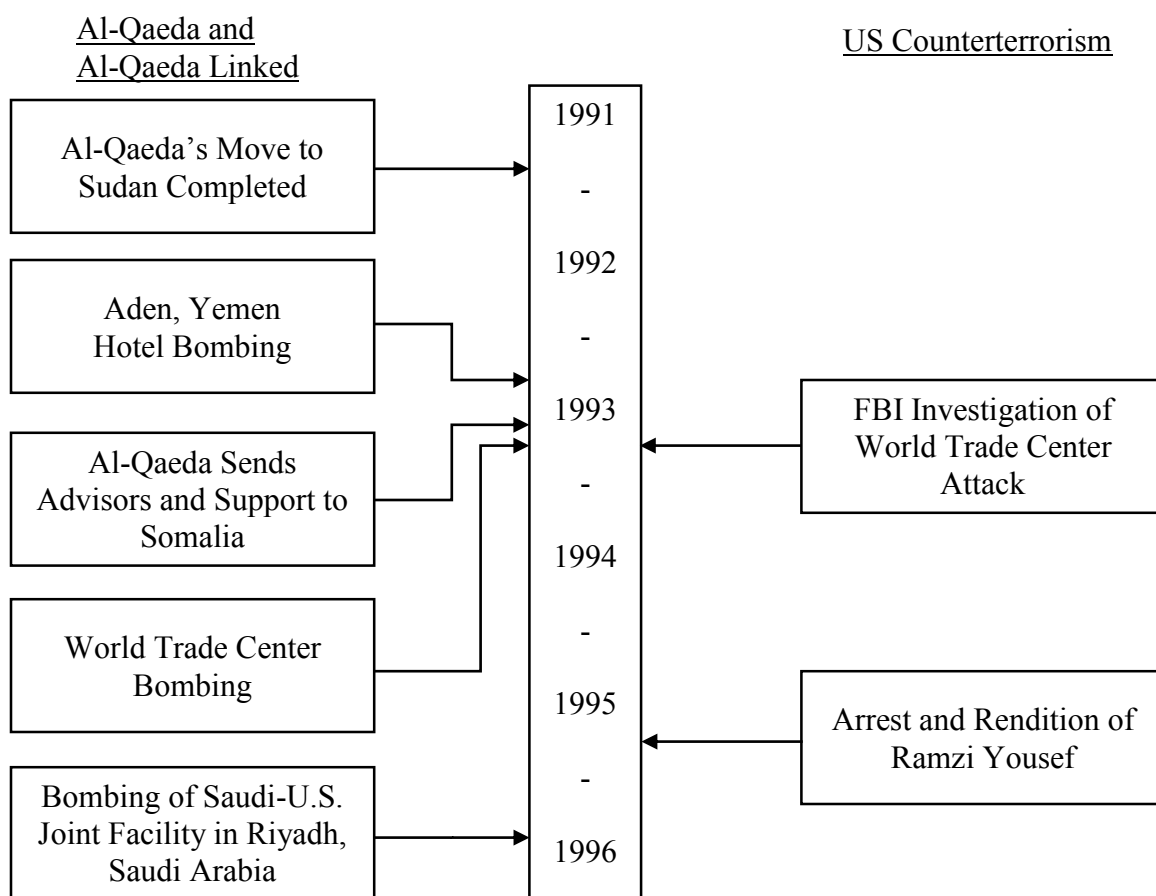 Al-Qaeda and
Al-Qaeda Linked
US Counterterrorism
Al-Qaeda’s Move to
Sudan Completed
Aden, Yemen
Hotel Bombing
Al-Qaeda Sends
Advisors and Support to
Somalia
World Trade Center
Bombing
Bombing of Saudi-U.S.
Joint Facility in Riyadh,
Saudi Arabia
1991
-
1992
-
1993
-
1994
-
1995
-
1996
FBI Investigation of
World Trade Center
Attack
Arrest and Rendition of
Ramzi Yousef